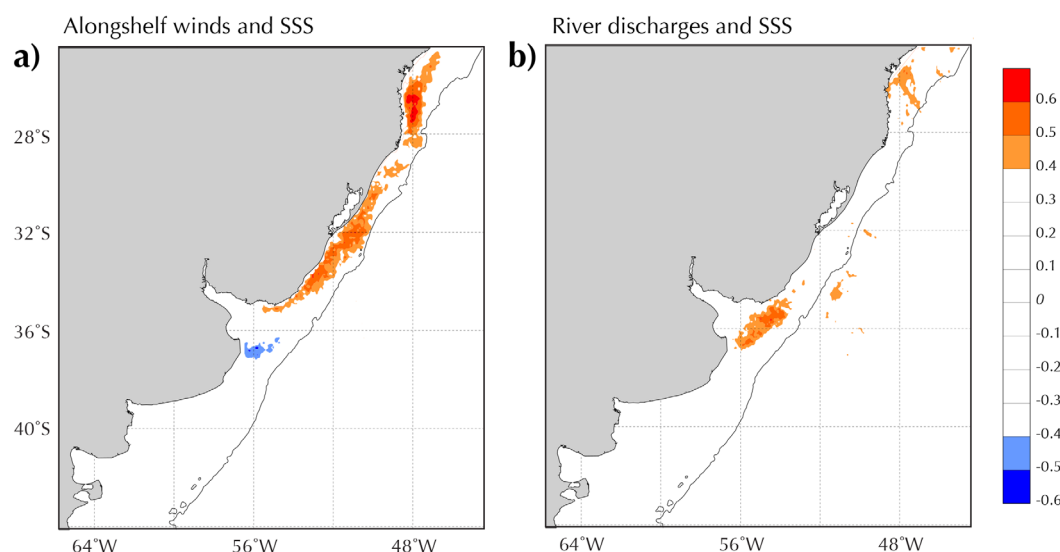 Alongshelf winds and SSS
River discharges and SSS
a)
b)
28°S
32°S
36°S
40°S
64°W
56°W
48°W
64°W
56°W
48°W
0.6
0.5
0.4
0.3
0.2
0.1
0
-0.1
-0.2
-0.3
-0.4
-0.5
-0.6